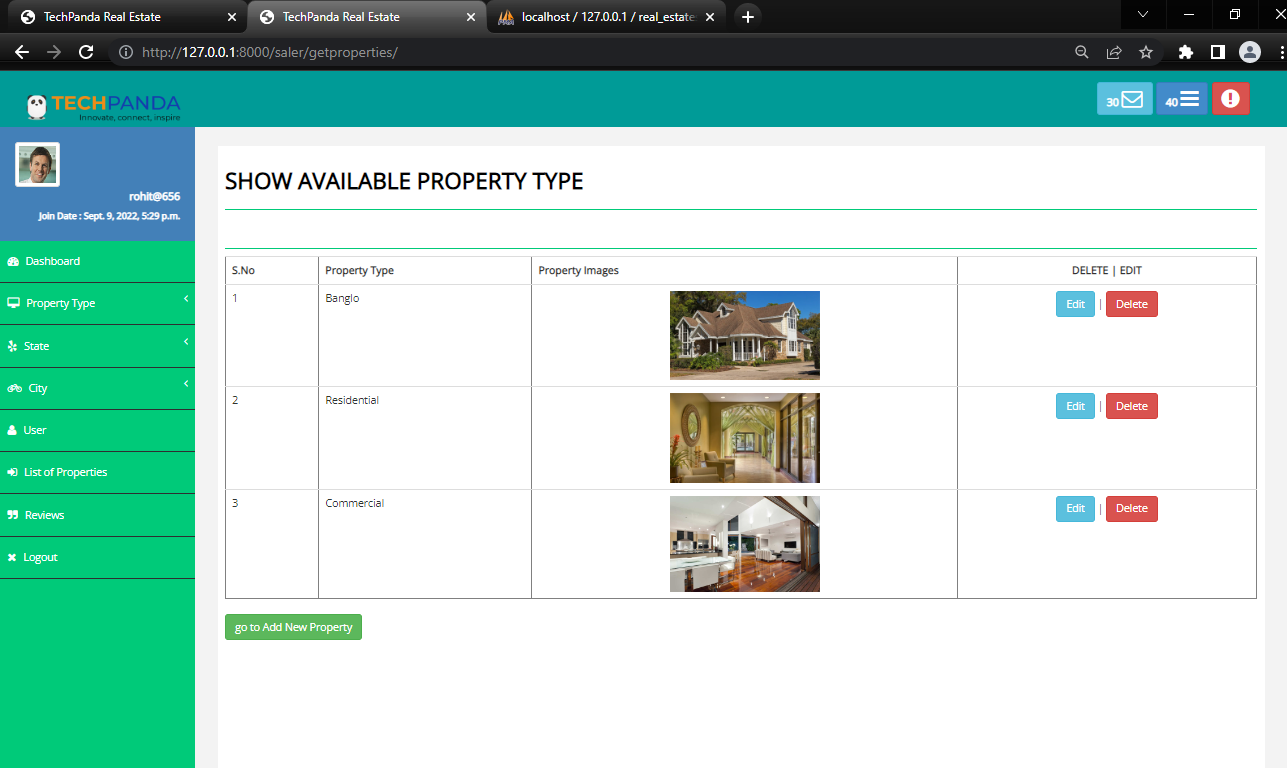 TechPanda Real Estate
TechPanda Real Estate
localhost / 127.0.0.1 / real_estate
http://127.0.0.1:8000/saler/getproperties/
TECHPANDA
Innovate, connect, inspire
30
40
rohit@656
Join Date : Sept. 9, 2022, 5:29 p.m.
Dashboard
Property Type
State
City
User
List of Properties
Reviews
Logout
SHOW AVAILABLE PROPERTY TYPE
S.No Property Type Property Images DELETE | EDIT
1 Banglo Edit | Delete
2 Residential Edit | Delete
3 Commercial Edit | Delete
go to Add New Property